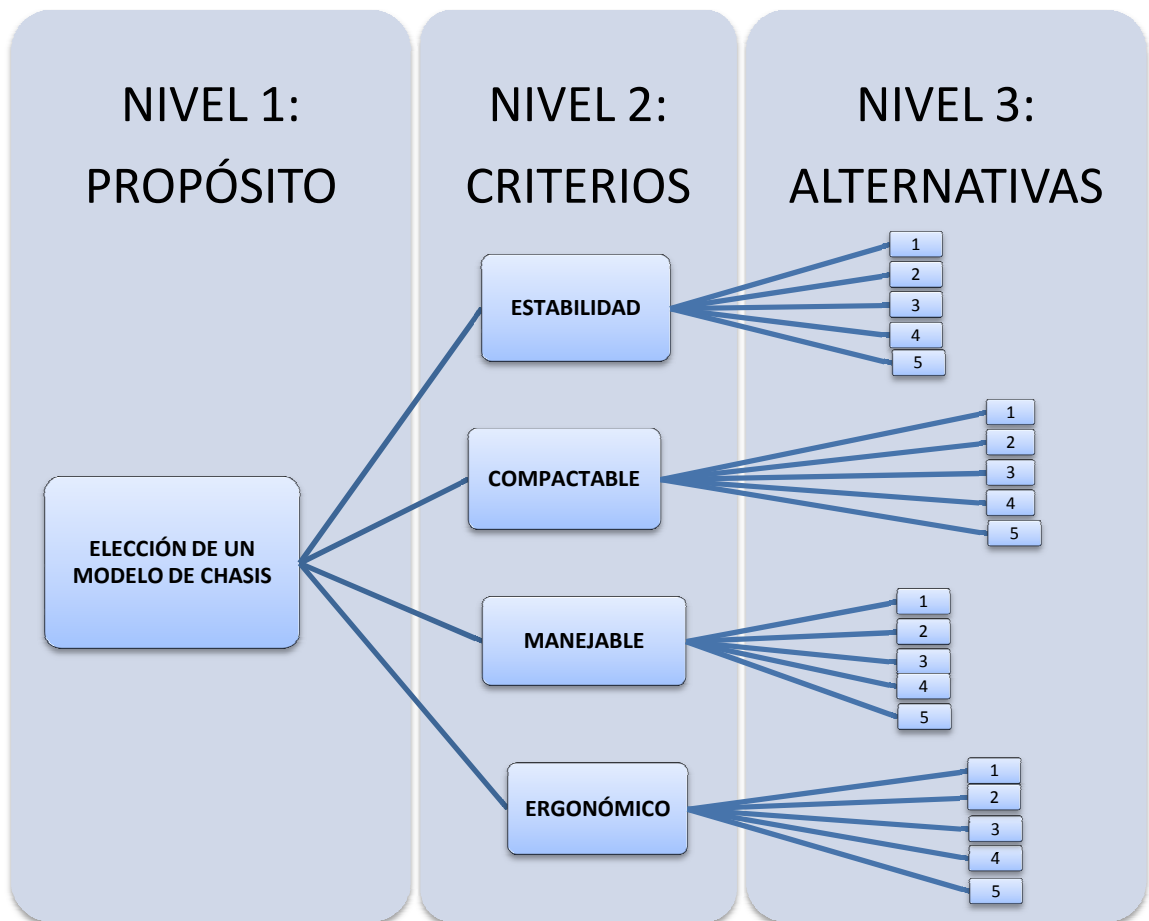 NIVEL 1:
PROPÓSITO
NIVEL 2:
CRITERIOS
NIVEL 3:
ALTERNATIVAS
ELECCIÓN DE UN
MODELO DE CHASIS
ESTABILIDAD
1
2
3
4
5
COMPACTABLE
1
2
3
4
5
MANEJABLE
1
2
3
4
5
ERGONÓMICO
1
2
3
4
5